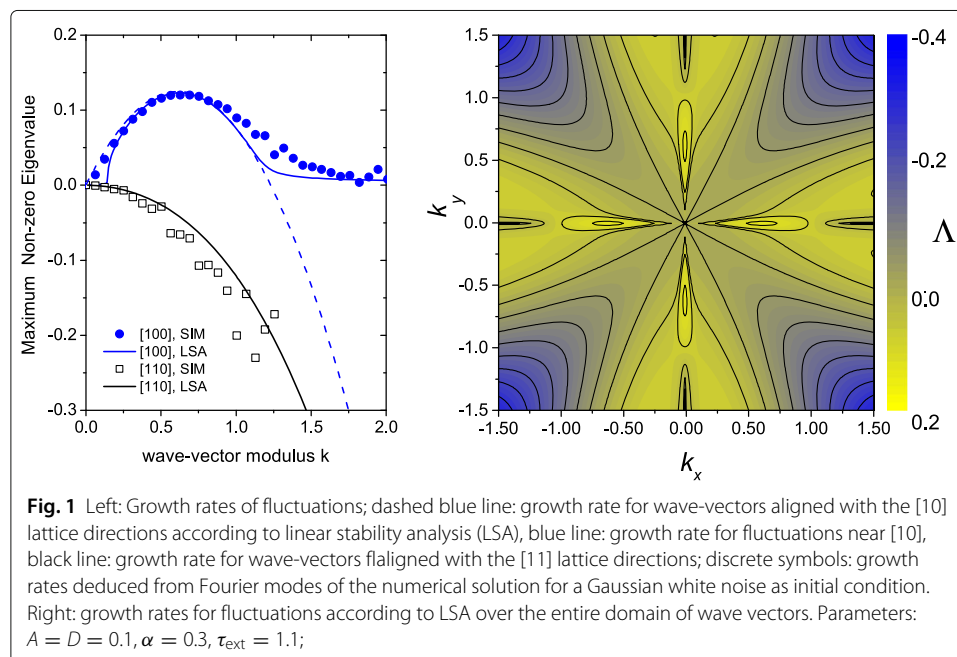 0.2
0.1
0.0
-0.1
-0.2
-0.3
Maximum Non-zero Eigenvalue
[100], SIM
[100], LSA
[110], SIM
[110], LSA
0.0 0.5 1.0 1.5 2.0
wave-vector modulus k
1.5
1.0
0.5
0.0
-0.5
-1.0
-1.5
k y
-1.50 -1.00 -0.50 0.00 0.50 1.00 1.50
k x
-0.4
-0.2
0.0
0.2
Λ
Fig. 1 Left: Growth rates of fluctuations; dashed blue line: growth rate for wave-vectors aligned with the [10]
lattice directions according to linear stability analysis (LSA), blue line: growth rate for fluctuations near [10],
black line: growth rate for wave-vectors flaligned with the [11] lattice directions; discrete symbols: growth
rates deduced from Fourier modes of the numerical solution for a Gaussian white noise as initial condition.
Right: growth rates for fluctuations according to LSA over the entire domain of wave vectors. Parameters:
A = D = 0.1, α = 0.3, τext = 1.1;